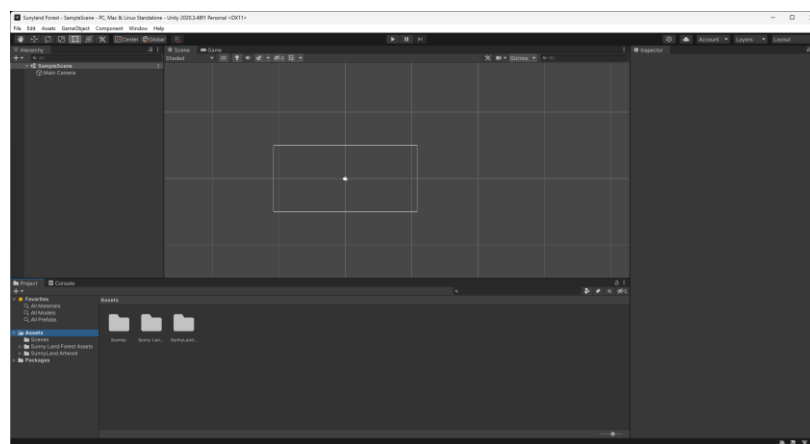 Sunyland Forest - SampleScene - PC, Mac & Linux Standalone - Unity 2020.3.48f1 Personal <DX11>
File Edit Assets GameObject Component Window Help
Center Global
Account Layers Layout
Hierarchy
Scene Game
Inspector
All
Shaded 2D
Gizmos All
SampleScene
Main Camera
Project Console
Favorites
All Materials
All Models
All Prefabs
Assets
Scenes
Sunny Land Forest Assets
SunnyLand Artwork
Packages
Assets
Scenes Sunny Lan... SunnyLand...